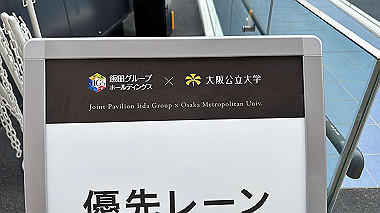 飯田グループ
ホールディングス
×
大阪公立大学
Joint Pavilion Iida Group × Osaka Metropolitan Univ.
優先レーン